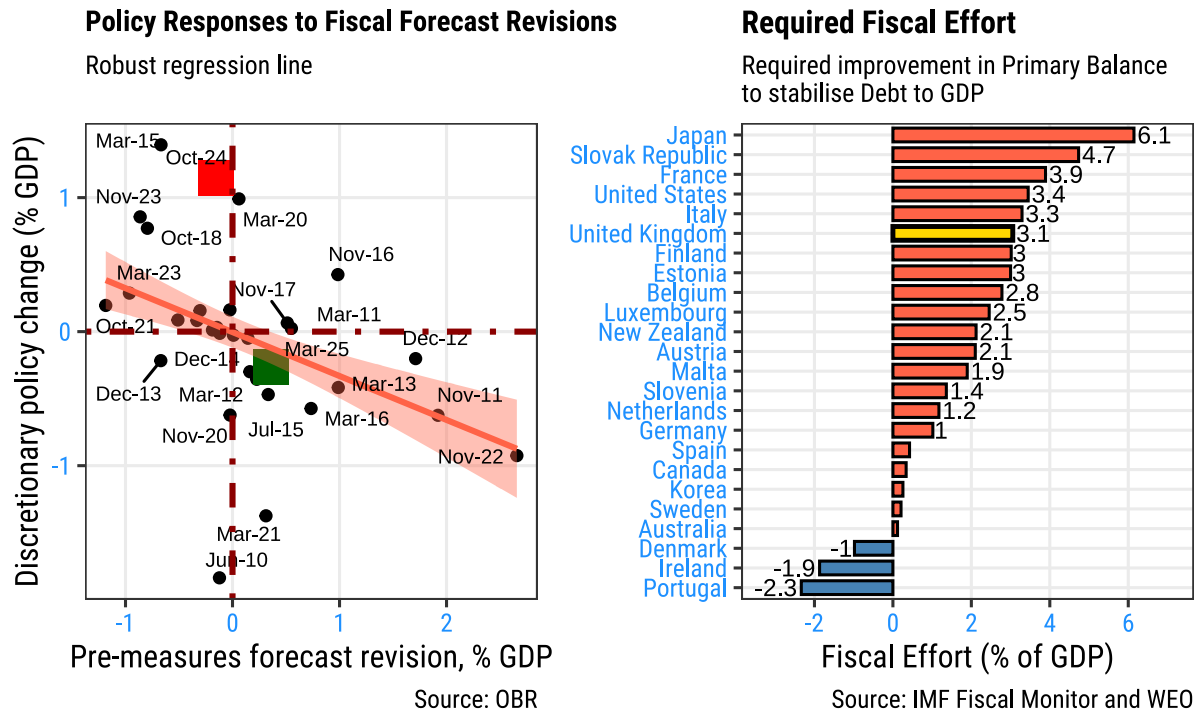 Policy Responses to Fiscal Forecast Revisions
Robust regression line
Discretionary policy change (% GDP)
1
0
-1
Mar-15
Oct-24
Nov-23
Mar-20
Oct-18
Nov-16
Mar-23
Nov-17
Mar-11
Oct-21
Dec-12
Mar-25
Dec-14
Dec-13
Mar-12
Mar-13
Nov-11
Nov-20
Jul-15
Mar-16
Nov-22
Mar-21
Jun-10
-1
0
1
2
Pre-measures forecast revision, % GDP
Source: OBR
Required Fiscal Effort
Required improvement in Primary Balance
to stabilise Debt to GDP
Japan 6.1
Slovak Republic 4.7
France 3.9
United States 3.4
Italy 3.3
United Kingdom 3.1
Finland 3
Estonia 3
Belgium 2.8
Luxembourg 2.5
New Zealand 2.1
Austria 2.1
Malta 1.9
Slovenia 1.4
Netherlands 1.2
Germany 1
Spain
Canada
Korea
Sweden
Australia
Denmark -1
Ireland -1.9
Portugal -2.3
-2
0
2
4
6
Fiscal Effort (% of GDP)
Source: IMF Fiscal Monitor and WEO